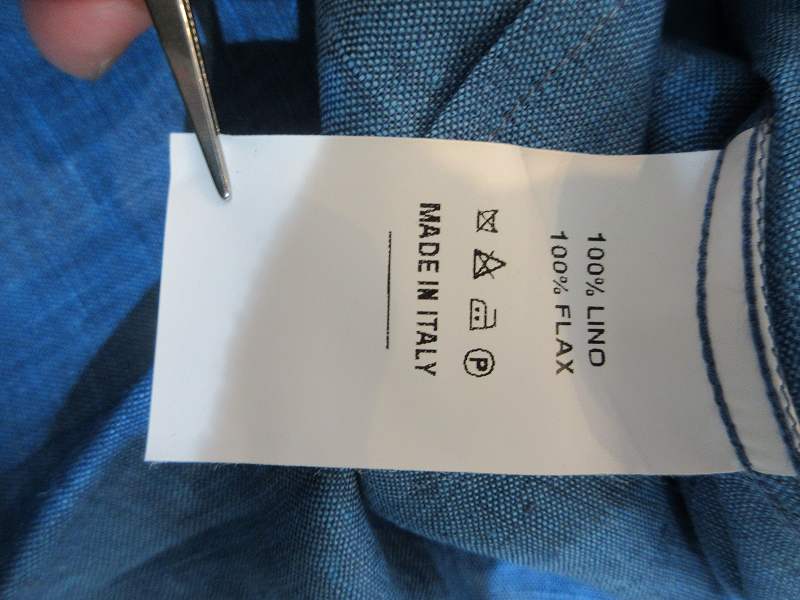 100% LINO
100% FLAX
P
MADE IN ITALY